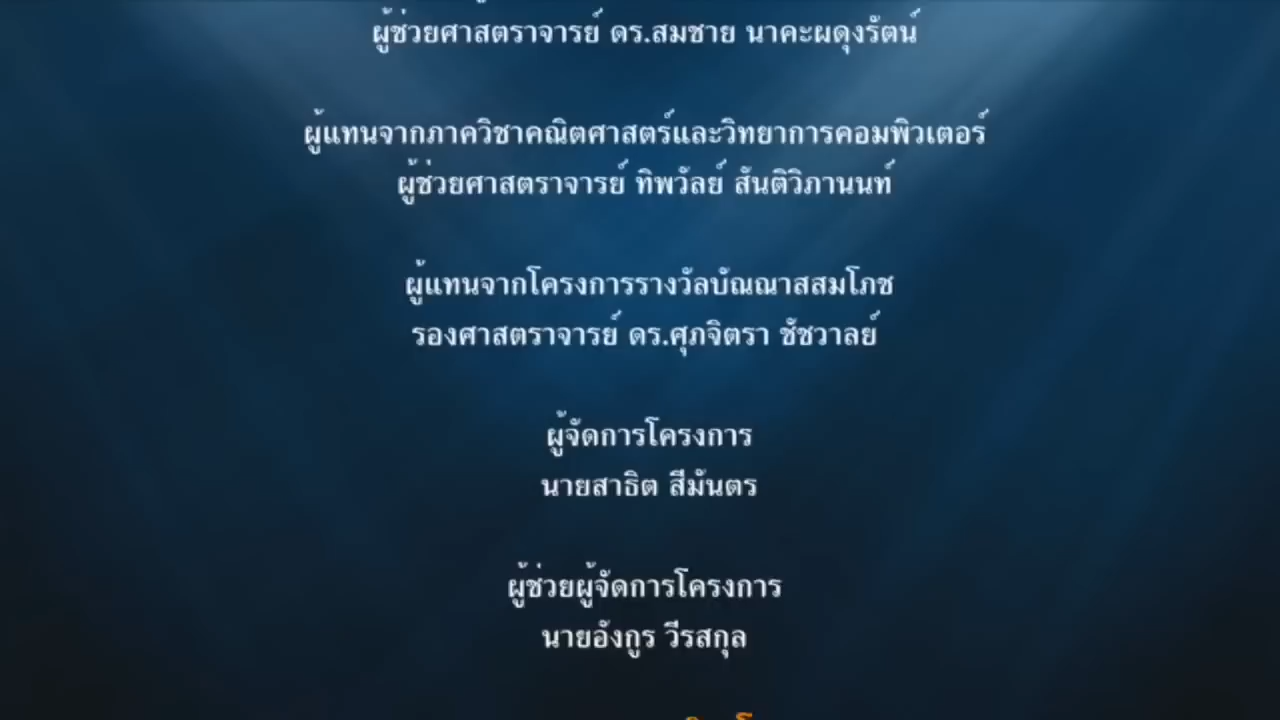 ผู้ช่วยศาสตราจารย์ ดร.สมชาย นาคะผดุงรัตน์
ผู้แทนจากภาควิชาคณิตศาสตร์และวิทยาการคอมพิวเตอร์
ผู้ช่วยศาสตราจารย์ ทิพวัลย์ สันติวิภานนท์
ผู้แทนจากโครงการรางวัลบัณณาสสมโภช
รองศาสตราจารย์ ดร.ศุภจิตรา ชัชวาลย์
ผู้จัดการโครงการ
นายสาธิต สีมันตร
ผู้ช่วยผู้จัดการโครงการ
นายอังกูร วีรสกุล